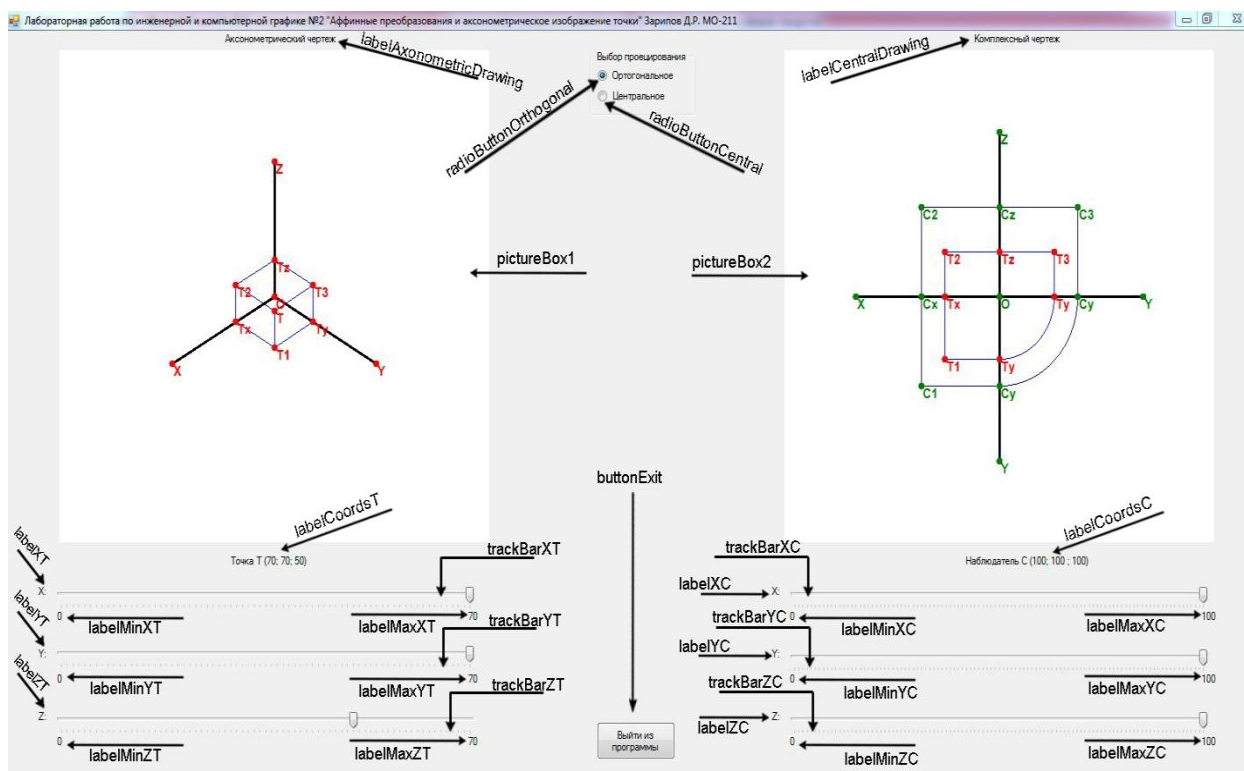 Лабораторная работа по инженерной и компьютерной графике №2 "Аффинные преобразования и аксонометрическое изображение точки" Зарипов Д.Р. МО-211
Аксонометрический чертеж
labelAxonometricDrawing
Выбор проецирования
Ортогональное
Центральное
radioButtonOrthogonal
radioButtonCentral
labelCentralDrawing
Комплексный чертеж
Z
Tz
T2
T3
O
T
Tx
Ty
T1
X
Y
pictureBox1
pictureBox2
Z
C2
Cz
C3
T2
Tz
T3
X
Cx
Tx
O
Ty
Cy
Y
T1
Ty
C1
Cy
Y
buttonExit
labelCoordsT
Точка T (70; 70; 50)
labelCoordsC
Наблюдатель C (100; 100 ; 100)
labelXT
trackBarXT
X:
0
labelMinXT
labelMaxXT
70
labelYT
trackBarYT
Y:
0
labelMinYT
labelMaxYT
70
labelZT
trackBarZT
Z:
0
labelMinZT
labelMaxZT
70
Выйти из
программы
trackBarXC
labelXC
X:
0
labelMinXC
labelMaxXC
100
trackBarYC
labelYC
Y:
0
labelMinYC
labelMaxYC
100
trackBarZC
labelZC
Z:
0
labelMinZC
labelMaxZC
100